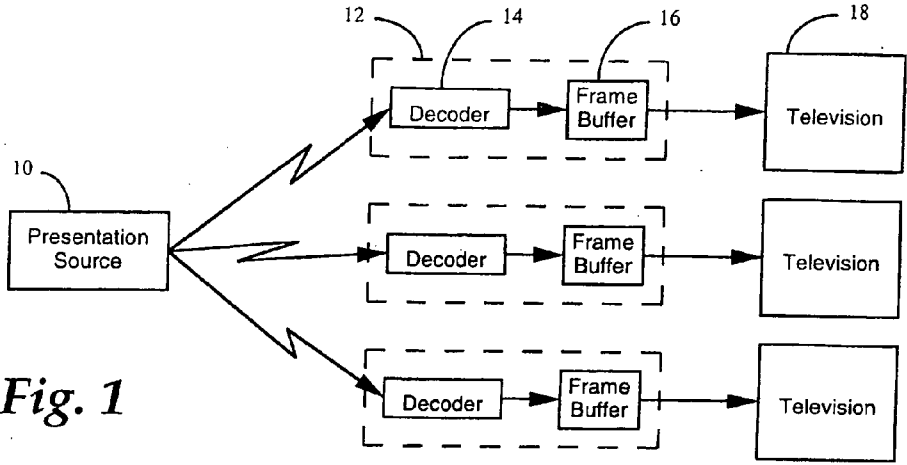 12
14
16
18
Decoder
Frame
Buffer
Television
10
Presentation
Source
Decoder
Frame
Buffer
Television
Decoder
Frame
Buffer
Television
Fig. 1